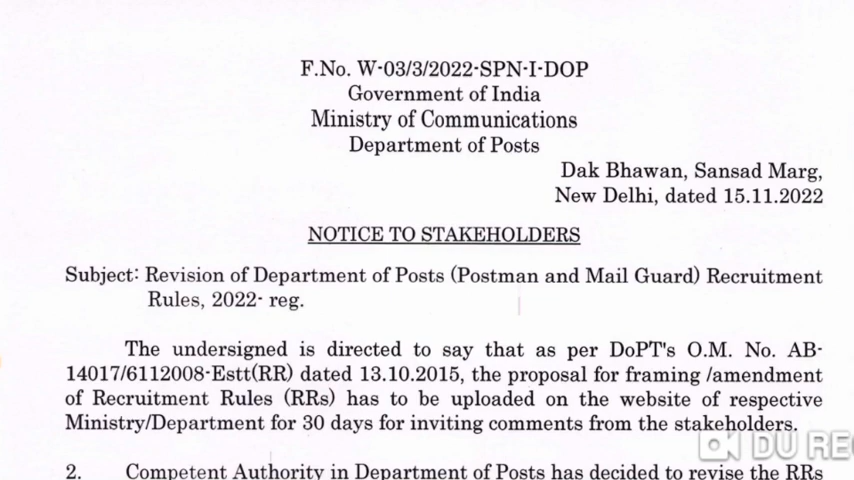 F.No. W-03/3/2022-SPN-I-DOP
Government of India
Ministry of Communications
Department of Posts
Dak Bhawan, Sansad Marg,
New Delhi, dated 15.11.2022
NOTICE TO STAKEHOLDERS
Subject: Revision of Department of Posts (Postman and Mail Guard) Recruitment
Rules, 2022- reg.
The undersigned is directed to say that as per DoPT's O.M. No. AB-
14017/6112008-Estt(RR) dated 13.10.2015, the proposal for framing /amendment
of Recruitment Rules (RRs) has to be uploaded on the website of respective
Ministry/Department for 30 days for inviting comments from the stakeholders.
DU REC
2. Competent Authority in Department of Posts has decided to revise the RRs